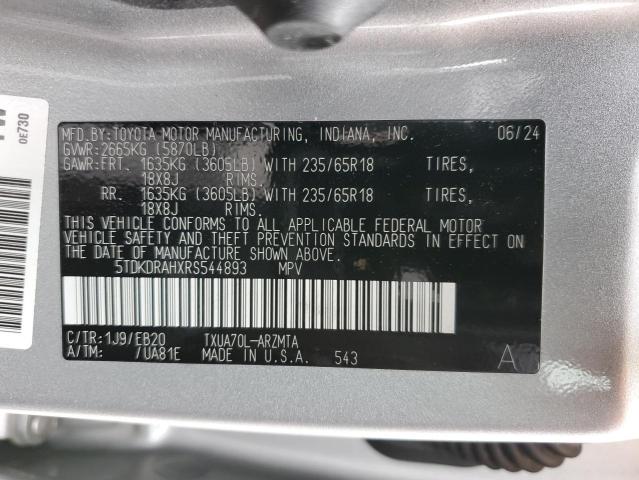 MFD.BY:TOYOTA MOTOR MANUFACTURING, INDIANA, INC. 06/24
GVWR:2665KG (5870LB)
GAWR:FRT. 1635KG (3605LB) WITH 235/65R18 TIRES,
18X8J RIMS.
RR. 1635KG (3605LB) WITH 235/65R18 TIRES,
18X8J RIMS.
THIS VEHICLE CONFORMS TO ALL APPLICABLE FEDERAL MOTOR
VEHICLE SAFETY AND THEFT PREVENTION STANDARDS IN EFFECT ON
THE DATE OF MANUFACTURE SHOWN ABOVE.
5TDKDRAHXRS544893 MPV
C/TR:1J9/EB20 TXUA70L-ARZMTA
A/TM: /UA81E MADE IN U.S.A. 543
A
0E730